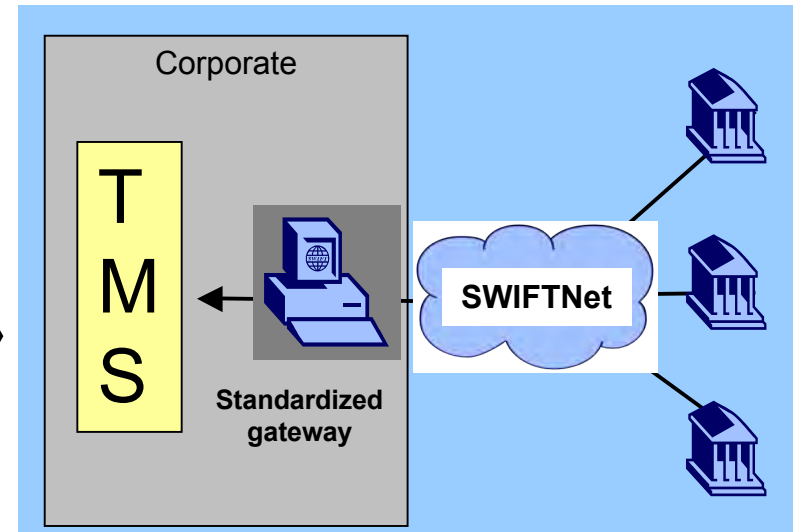 Corporate
T
M
S
Standardized
gateway
SWIFTNet